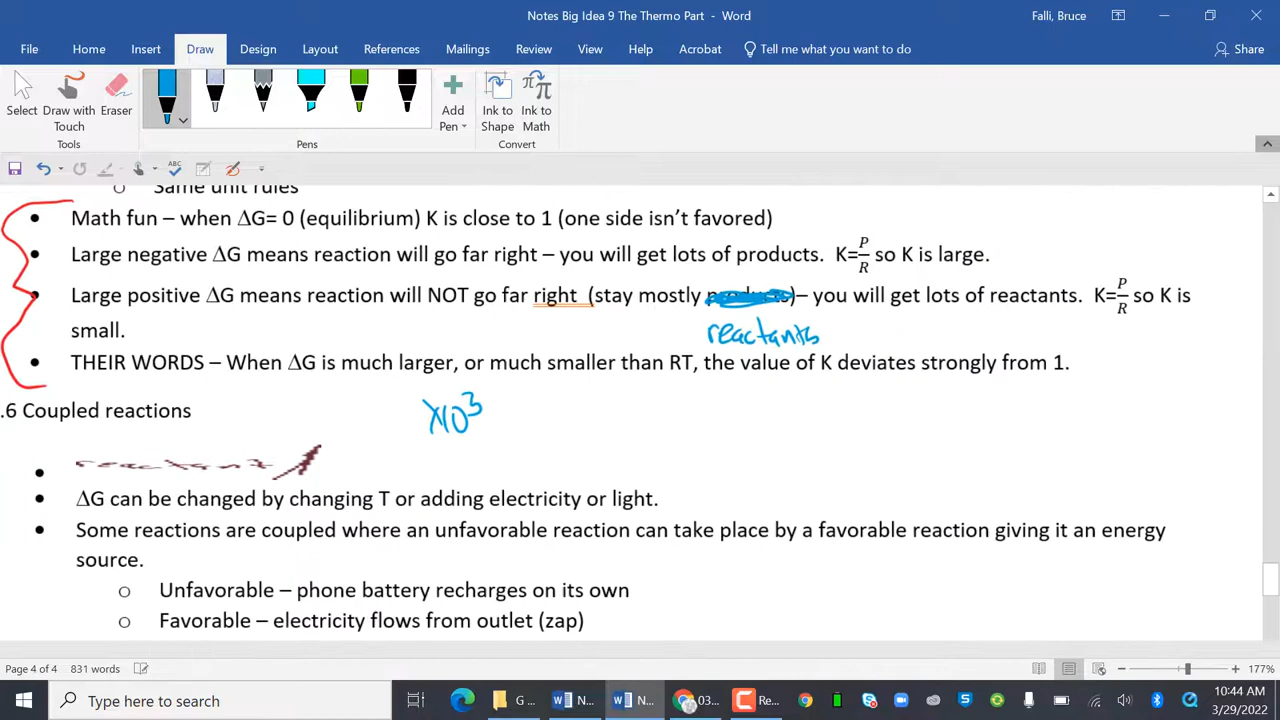 Notes Big Idea 9 The Thermo Part - Word
Falli, Bruce
File Home Insert Draw Design Layout References Mailings Review View Help Acrobat Tell me what you want to do Share
Select Draw with Touch Eraser Add Pen Ink to Shape Ink to Math
Tools Pens Convert
o Same unit rules
• Math fun – when ΔG= 0 (equilibrium) K is close to 1 (one side isn't favored)
• Large negative ΔG means reaction will go far right – you will get lots of products. K=P/R so K is large.
• Large positive ΔG means reaction will NOT go far right (stay mostly products)– you will get lots of reactants. K=P/R so K is
small.
reactants
• THEIR WORDS – When ΔG is much larger, or much smaller than RT, the value of K deviates strongly from 1.
.6 Coupled reactions
x10³
• reactant
• ΔG can be changed by changing T or adding electricity or light.
• Some reactions are coupled where an unfavorable reaction can take place by a favorable reaction giving it an energy
source.
o Unfavorable – phone battery recharges on its own
o Favorable – electricity flows from outlet (zap)
Page 4 of 4 831 words 177%
Type here to search G ... N... N... 03... Re... 10:44 AM
3/29/2022